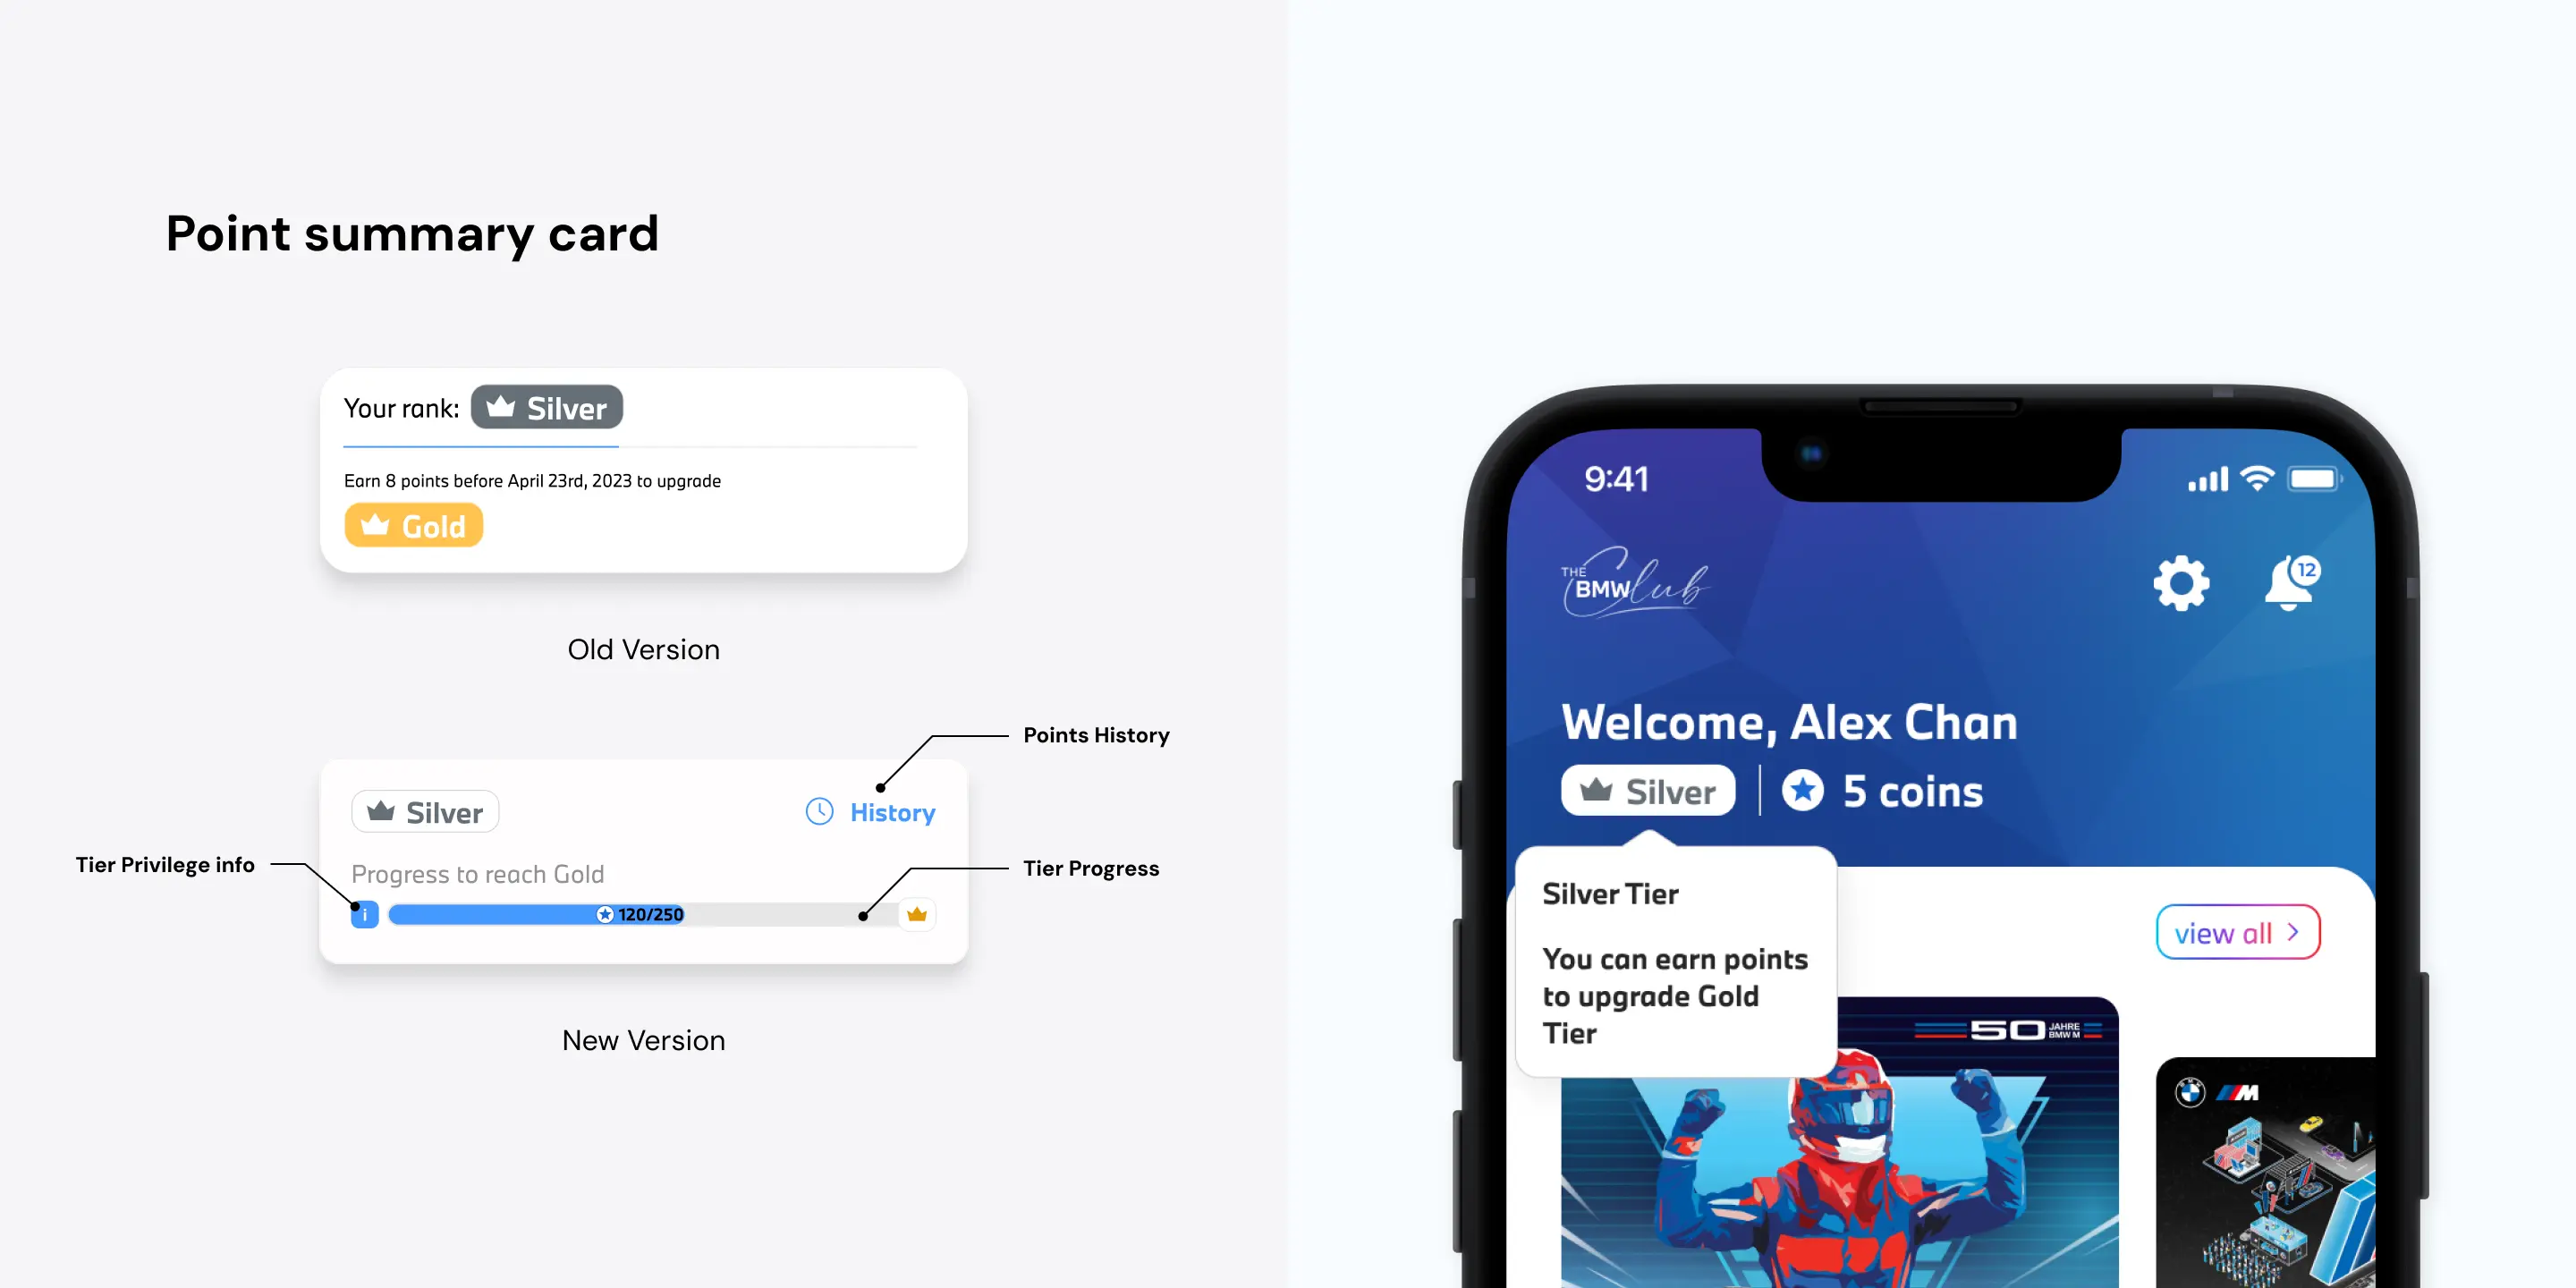 Point summary card
Your rank: Silver
Earn 8 points before April 23rd, 2023 to upgrade
Gold
Old Version
Points History
Silver
History
Tier Privilege info
Progress to reach Gold
Tier Progress
i
120/250
New Version
9:41
THE
BMW Club
12
Welcome, Alex Chan
Silver
5 coins
Silver Tier
You can earn points
to upgrade Gold
Tier
view all
50 JAHRE
BMW M
BMW
M